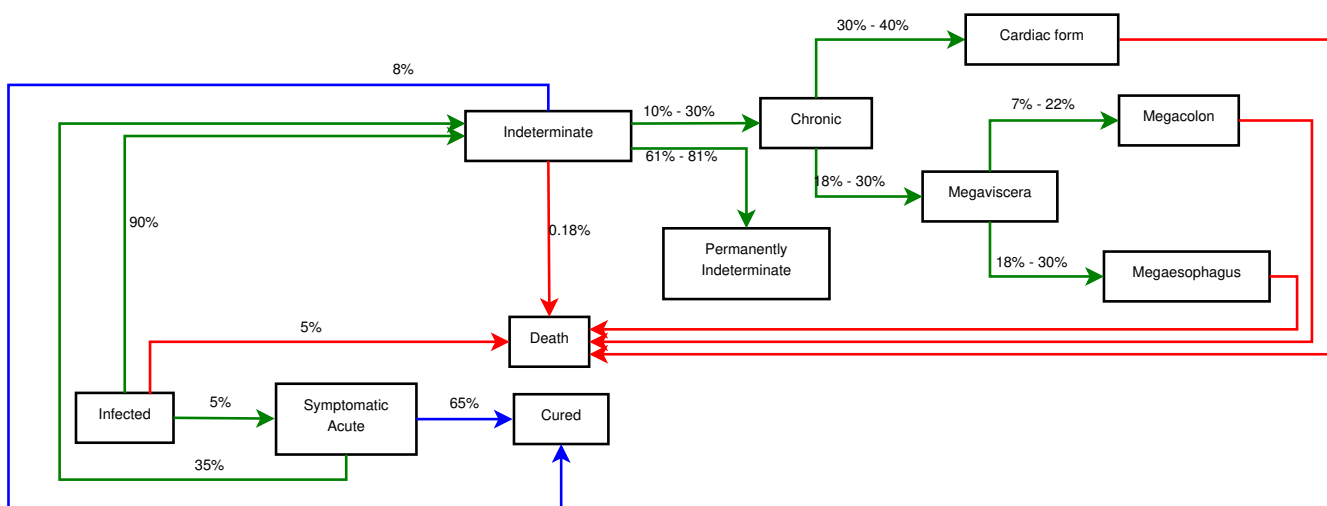 30% - 40%
Cardiac form
8%
7% - 22%
Megacolon
10% - 30%
Chronic
Indeterminate
61% - 81%
18% - 30%
Megaviscera
90%
0.18%
Permanently
Indeterminate
18% - 30%
Megaesophagus
5%
Death
Infected
5%
Symptomatic
Acute
65%
Cured
35%